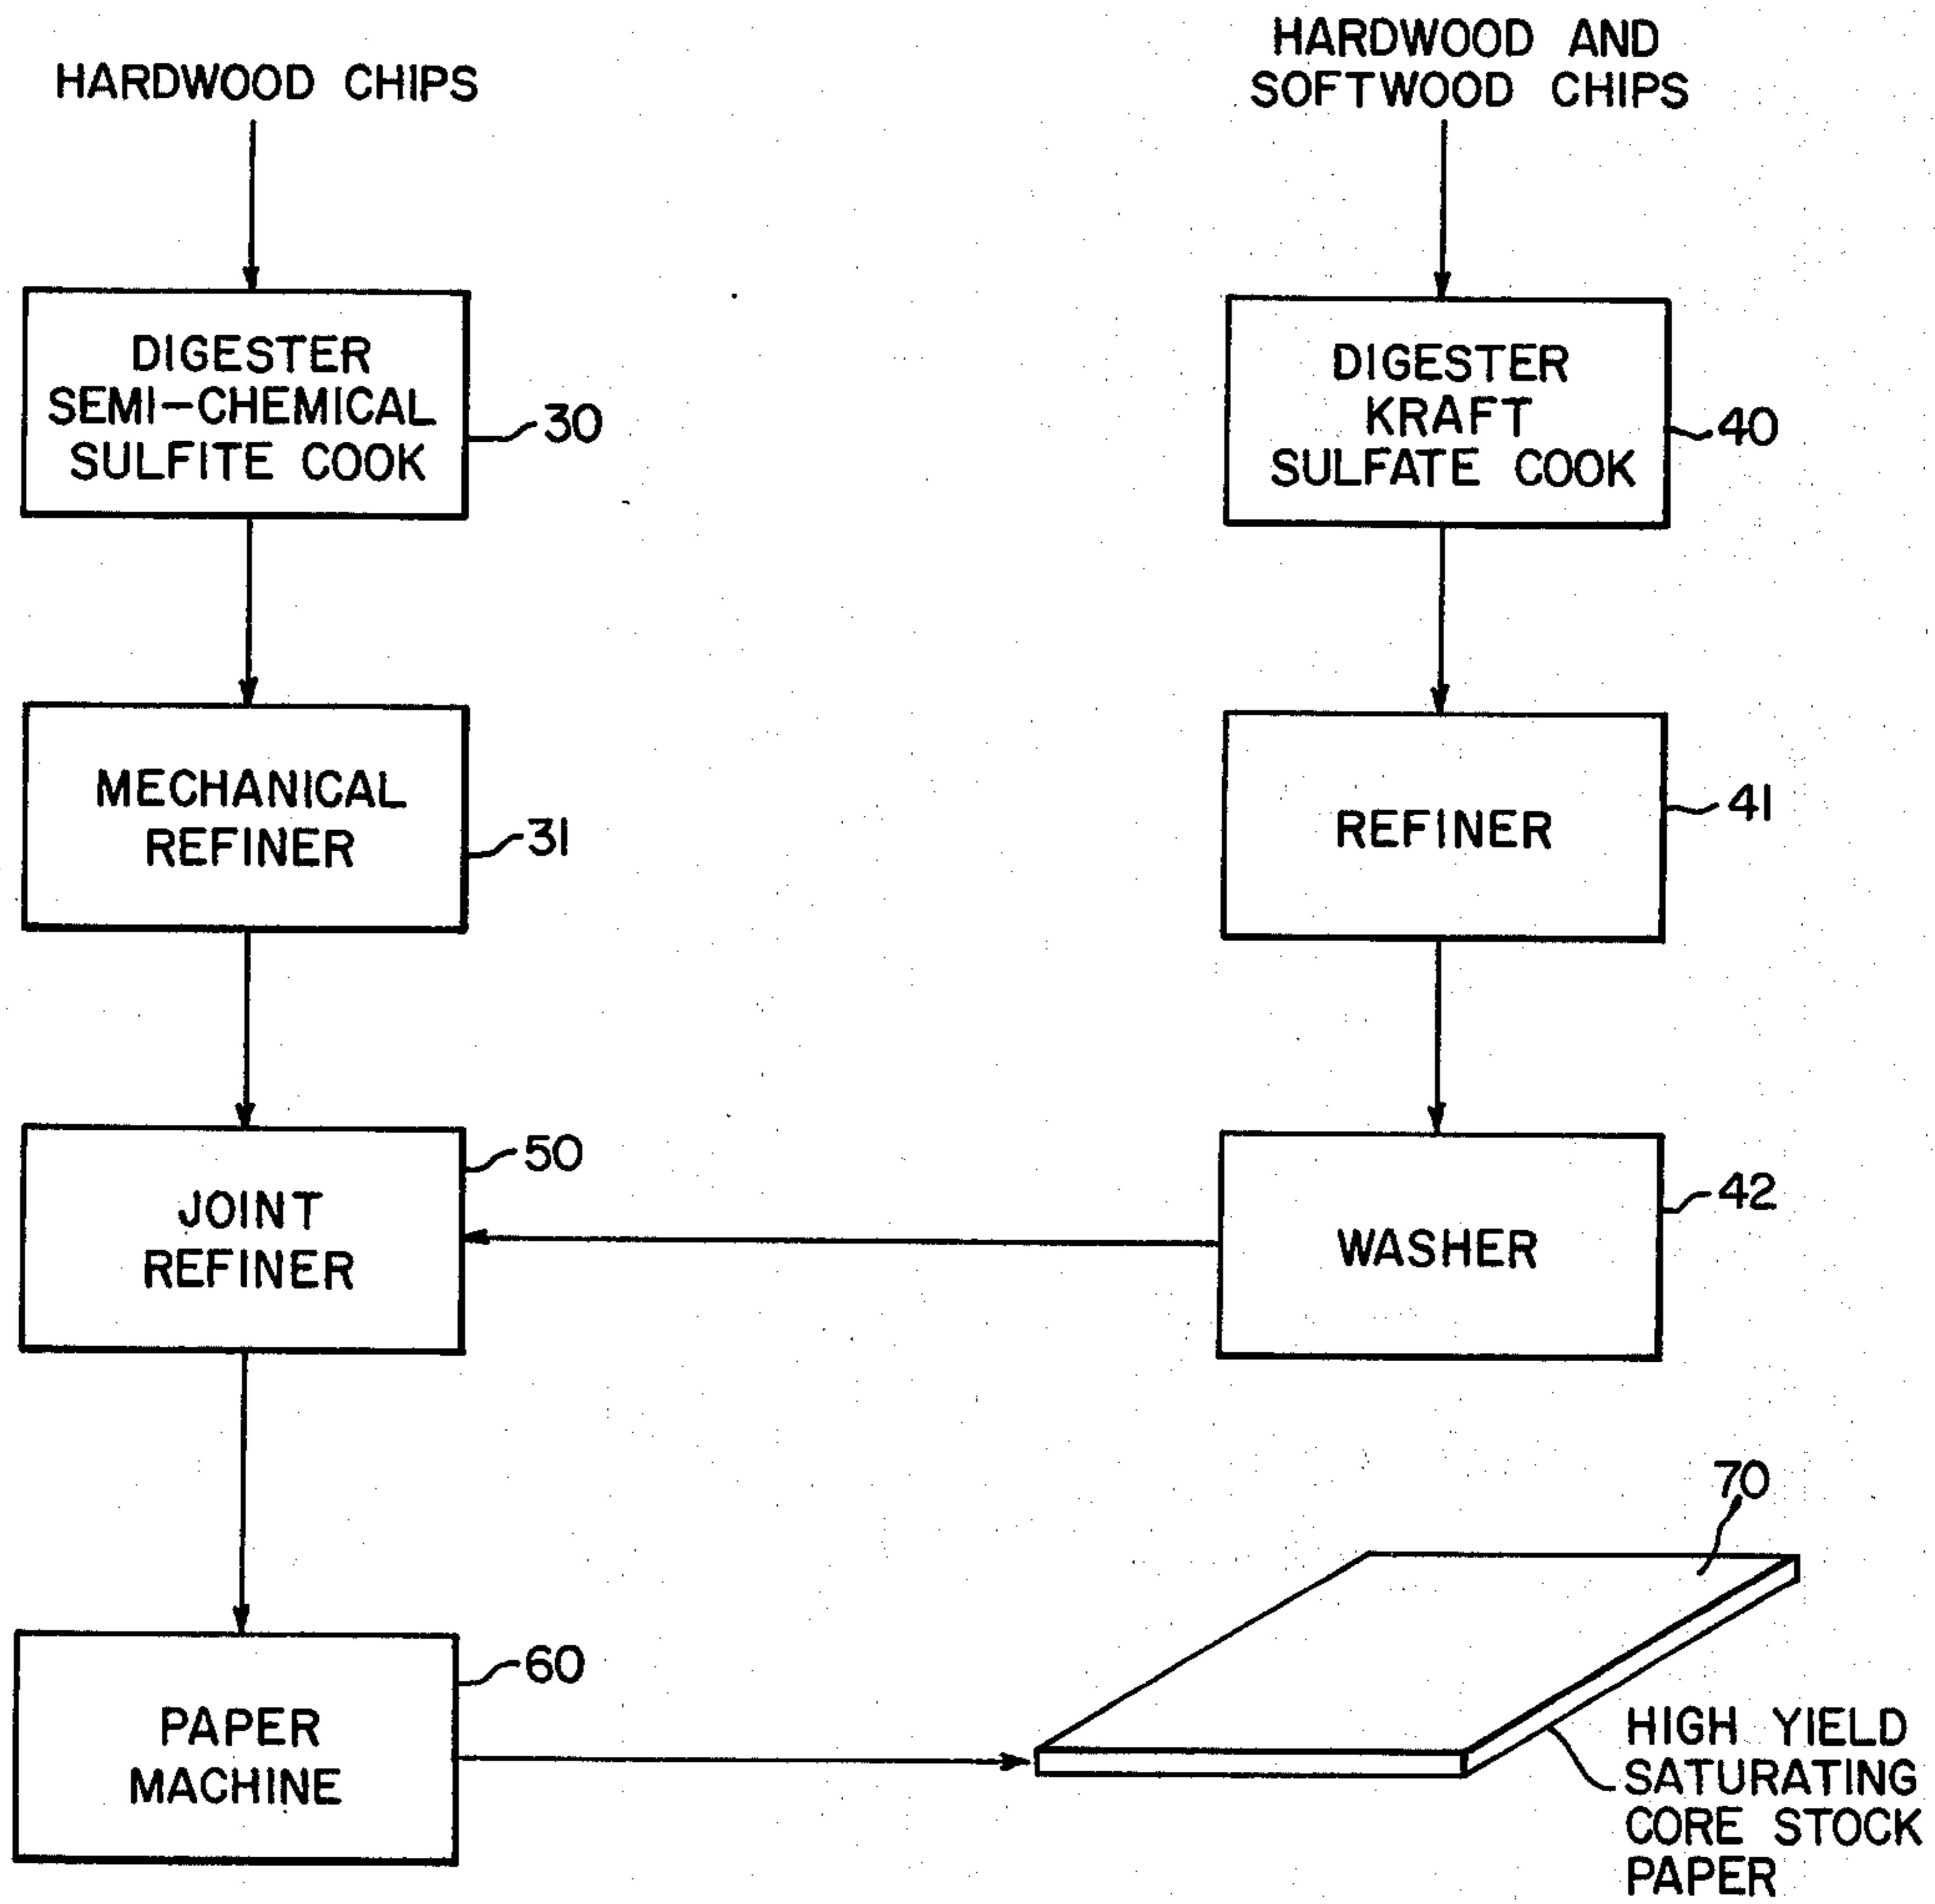 HARDWOOD CHIPS
HARDWOOD AND
SOFTWOOD CHIPS
DIGESTER
SEMI-CHEMICAL
SULFITE COOK
30
DIGESTER
KRAFT
SULFATE COOK
40
MECHANICAL
REFINER
31
REFINER
41
JOINT
REFINER
50
WASHER
42
PAPER
MACHINE
60
70
HIGH YIELD
SATURATING
CORE STOCK
PAPER